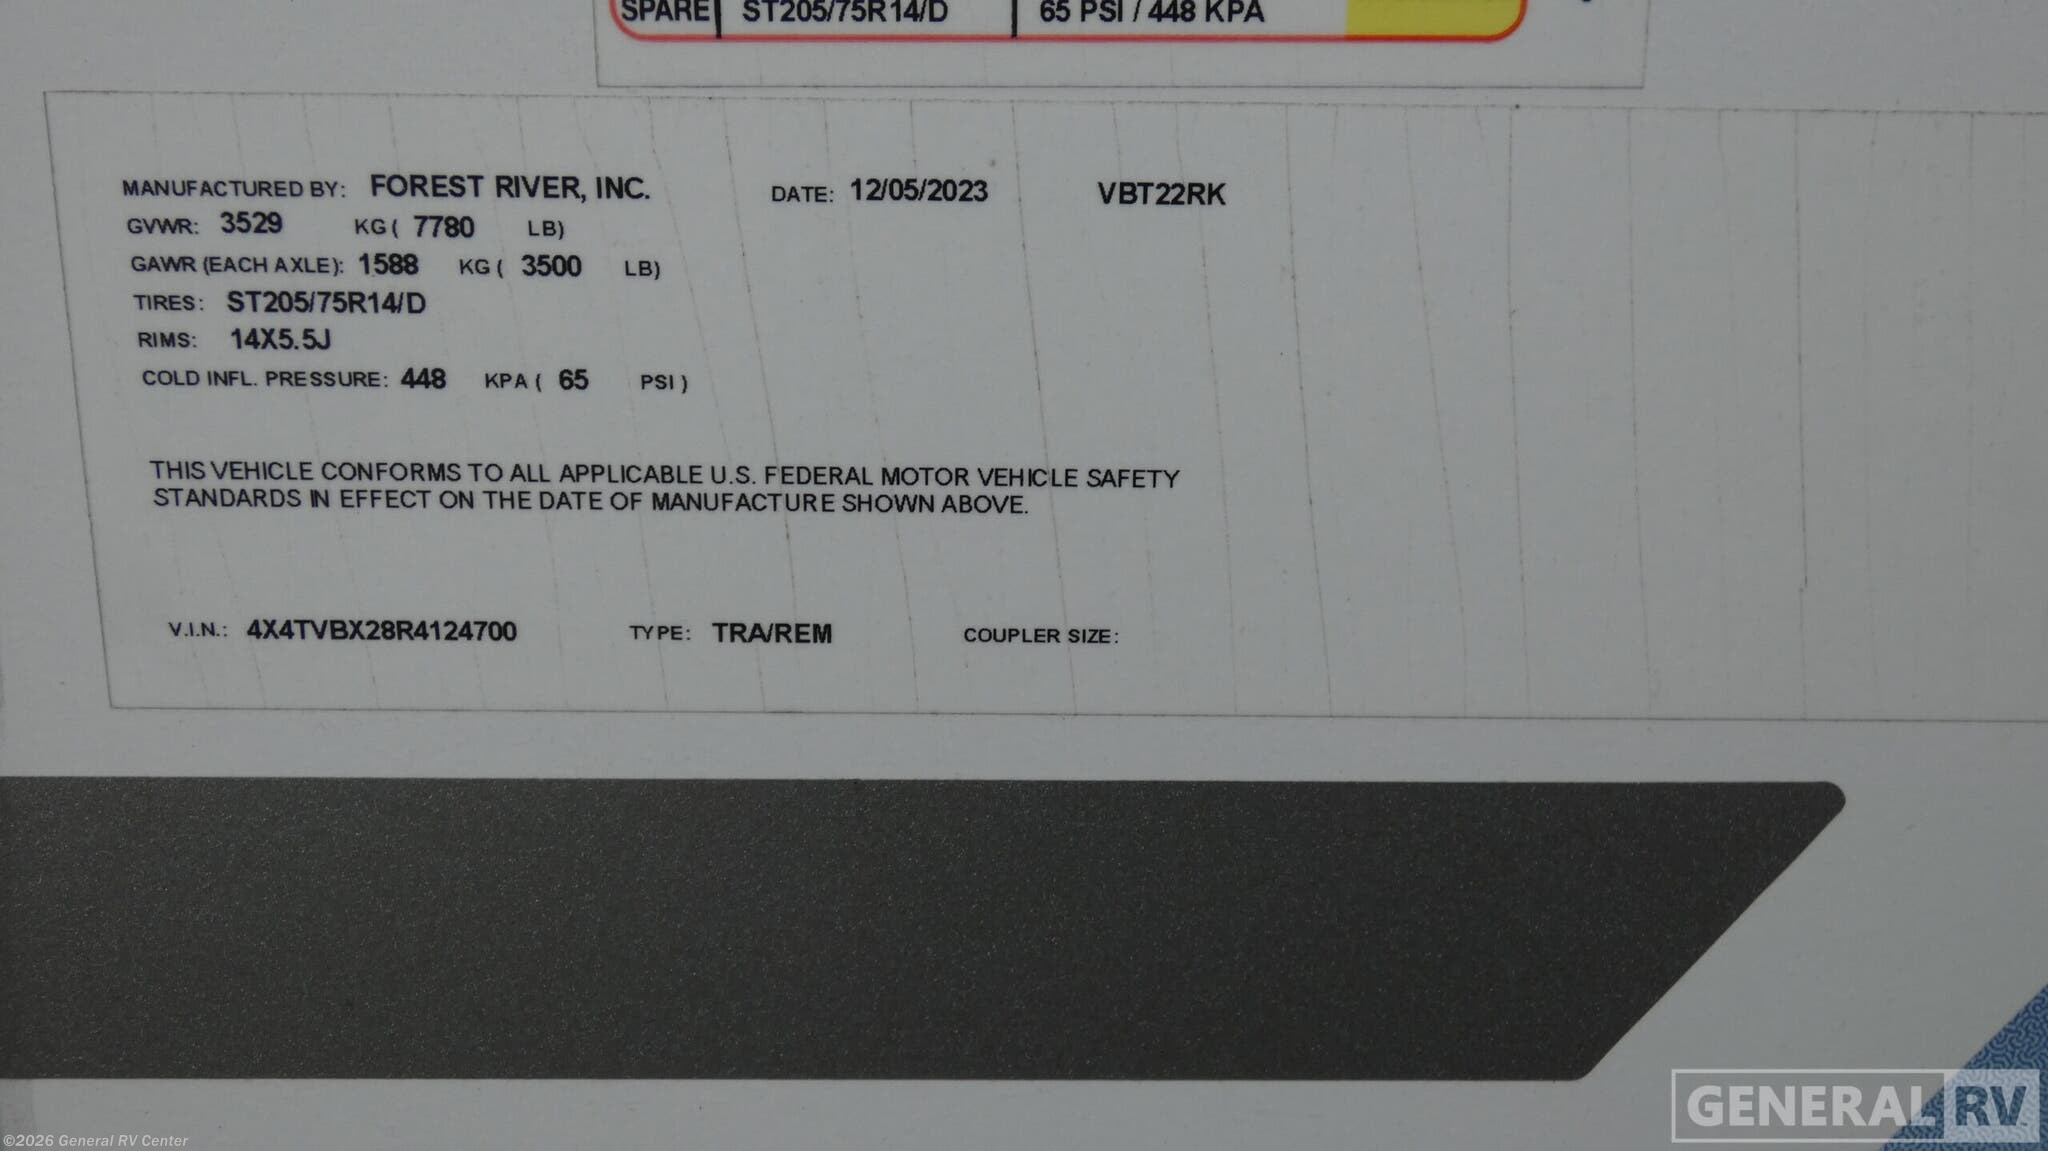 SPARE ST205/75R14/D 65 PSI / 448 KPA
MANUFACTURED BY: FOREST RIVER, INC. DATE: 12/05/2023 VBT22RK
GVWR: 3529 KG( 7780 LB)
GAWR (EACH AXLE): 1588 KG ( 3500 LB)
TIRES: ST205/75R14/D
RIMS: 14X5.5J
COLD INFL. PRESSURE: 448 KPA ( 65 PSI )
THIS VEHICLE CONFORMS TO ALL APPLICABLE U.S. FEDERAL MOTOR VEHICLE SAFETY
STANDARDS IN EFFECT ON THE DATE OF MANUFACTURE SHOWN ABOVE.
V.I.N.: 4X4TVBX28R4124700 TYPE: TRA/REM COUPLER SIZE:
GENERAL RV
©2026 General RV Center